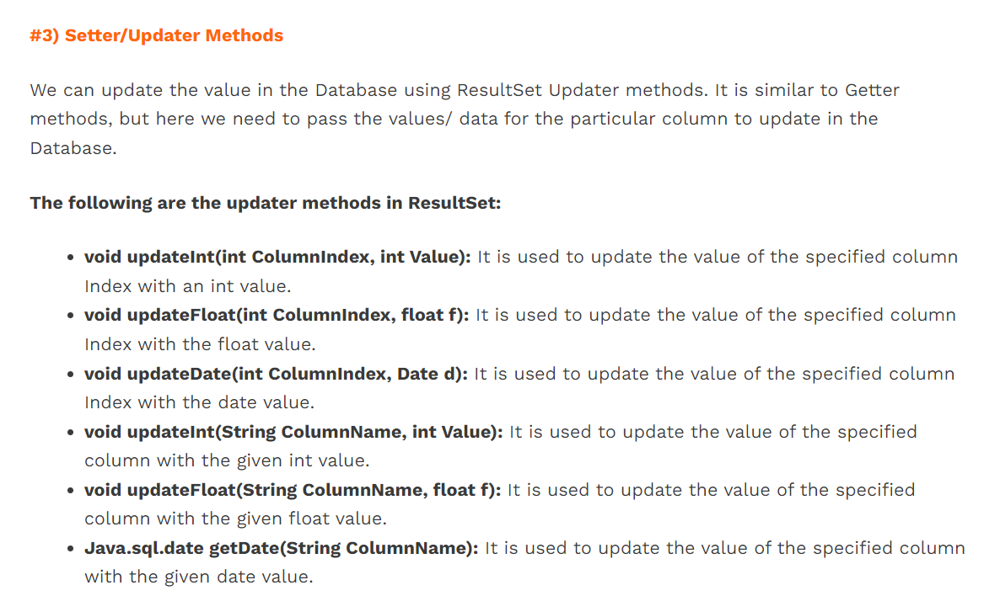 #3) Setter/Updater Methods
We can update the value in the Database using ResultSet Updater methods. It is similar to Getter
methods, but here we need to pass the values/ data for the particular column to update in the
Database.
The following are the updater methods in ResultSet:
• void updateInt(int ColumnIndex, int Value): It is used to update the value of the specified column
Index with an int value.
• void updateFloat(int ColumnIndex, float f): It is used to update the value of the specified column
Index with the float value.
• void updateDate(int ColumnIndex, Date d): It is used to update the value of the specified column
Index with the date value.
• void updateInt(String ColumnName, int Value): It is used to update the value of the specified
column with the given int value.
• void updateFloat(String ColumnName, float f): It is used to update the value of the specified
column with the given float value.
• Java.sql.date getDate(String ColumnName): It is used to update the value of the specified column
with the given date value.